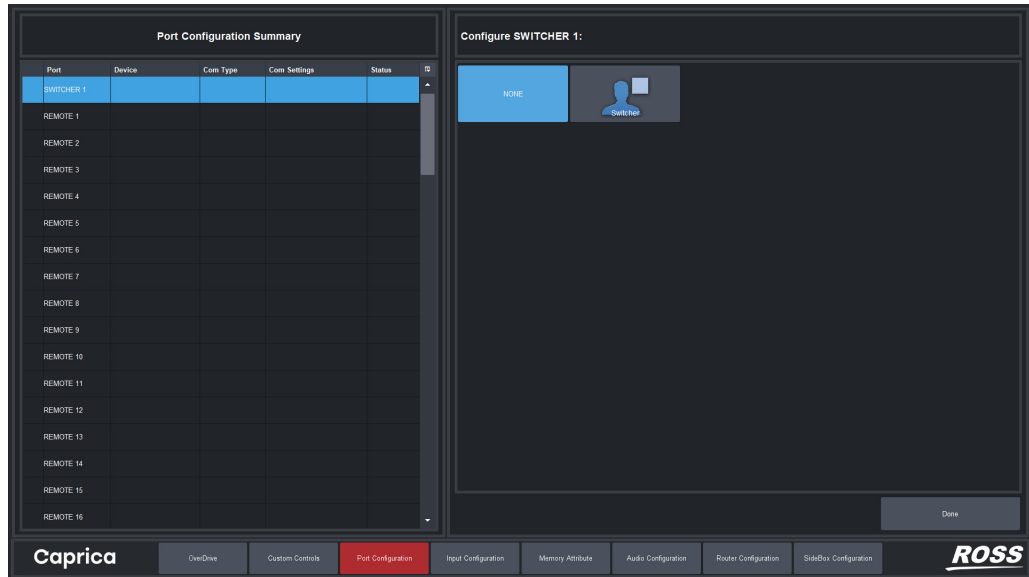 Port Configuration Summary
Configure SWITCHER 1:
Port Device Com Type Com Settings Status
SWITCHER 1
REMOTE 1
REMOTE 2
REMOTE 3
REMOTE 4
REMOTE 5
REMOTE 6
REMOTE 7
REMOTE 8
REMOTE 9
REMOTE 10
REMOTE 11
REMOTE 12
REMOTE 13
REMOTE 14
REMOTE 15
REMOTE 16
NONE
Switcher
Done
Caprica OverDrive Custom Controls Port Configuration Input Configuration Memory Attribute Audio Configuration Router Configuration SideBox Configuration ROSS